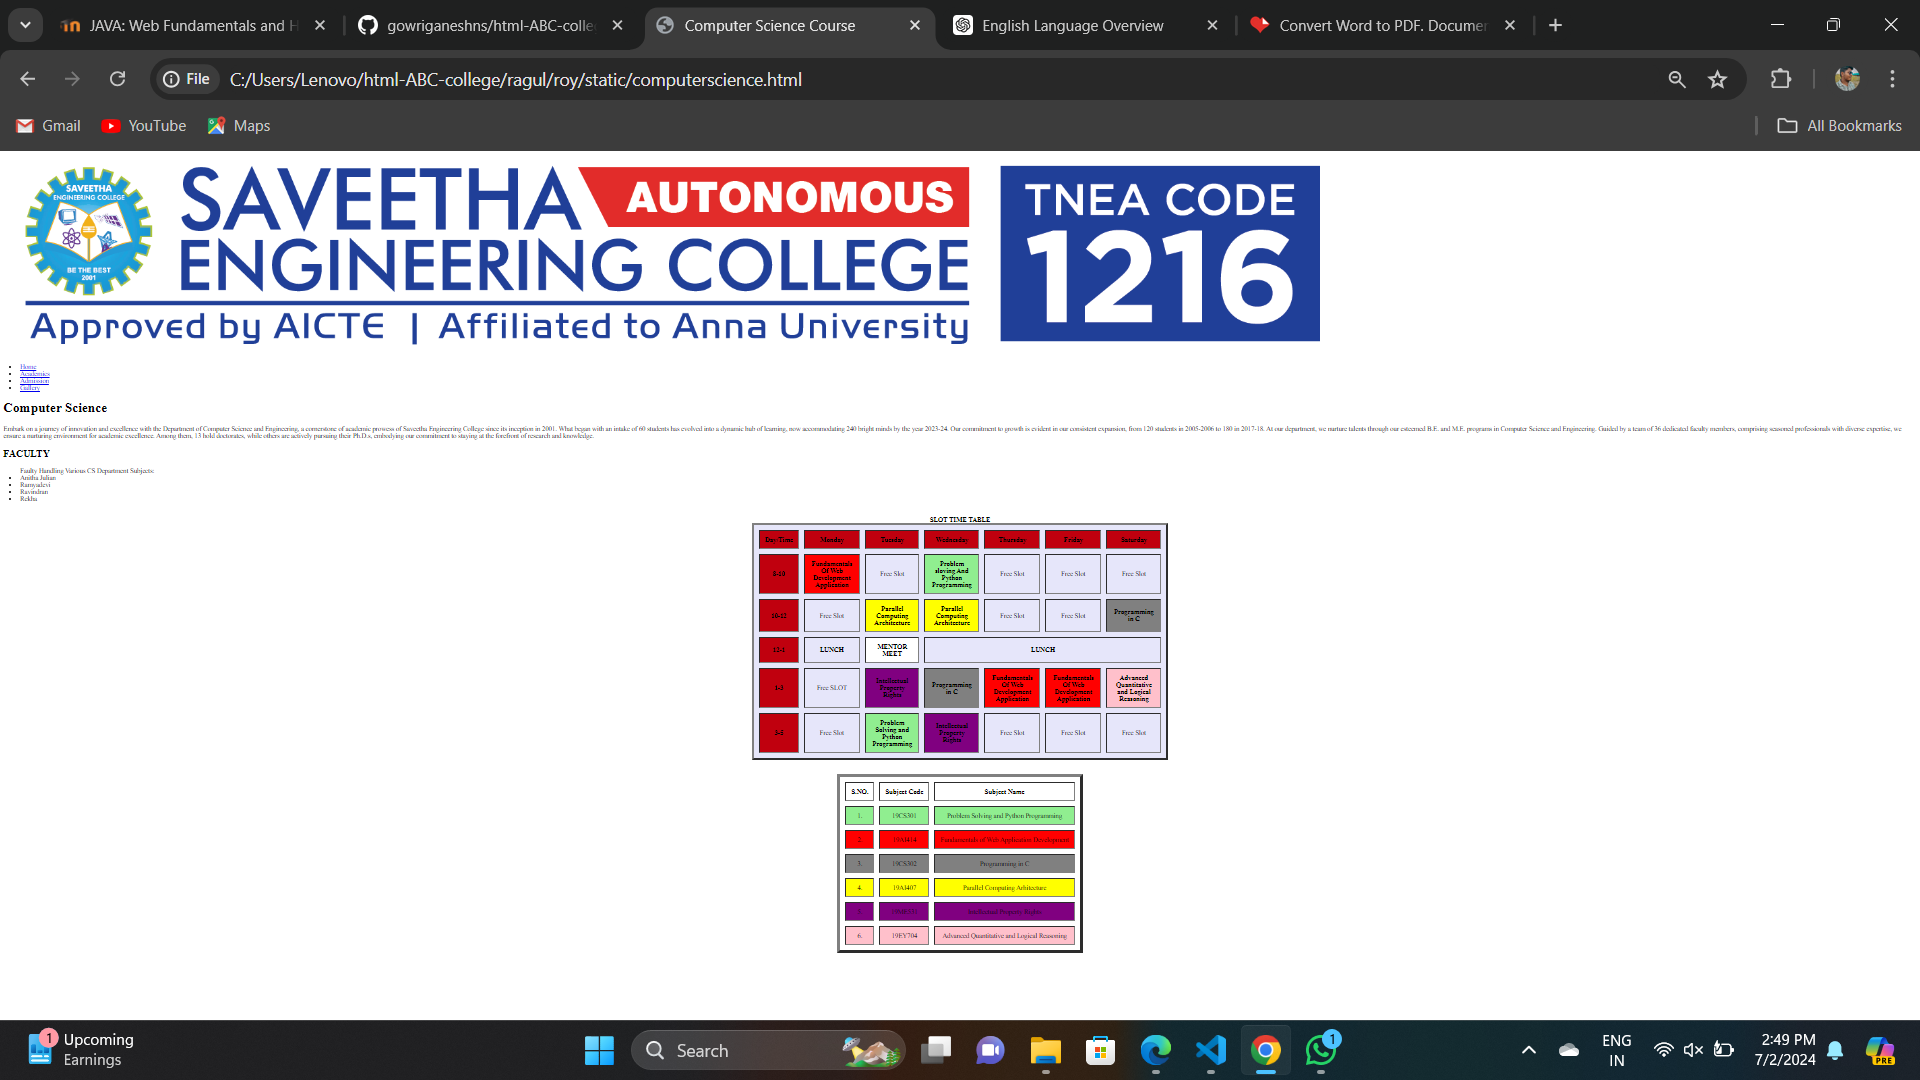 JAVA: Web Fundamentals and H
gowriganeshns/html-ABC-colle
Computer Science Course
English Language Overview
Convert Word to PDF. Documen
File
C:/Users/Lenovo/html-ABC-college/ragul/roy/static/computerscience.html
Gmail
YouTube
Maps
All Bookmarks
SAVEETHA
ENGINEERING COLLEGE
BE THE BEST
2001
SAVEETHA AUTONOMOUS
ENGINEERING COLLEGE
Approved by AICTE | Affiliated to Anna University
TNEA CODE
1216
Home
Academics
Admission
Gallery
Computer Science
Embark on a journey of innovation and excellence with the Department of Computer Science and Engineering, a cornerstone of academic prowess of Saveetha Engineering College since its inception in 2001. What began with an intake of 60 students has evolved into a dynamic hub of learning, now accommodating 240 bright minds by the year 2023-24. Our commitment to growth is evident in our consistent expansion, from 120 students in 2005-2006 to 180 in 2017-18. At our department, we nurture talents through our esteemed B.E. and M.E. programs in Computer Science and Engineering. Guided by a team of 36 dedicated faculty members, comprising seasoned professionals with diverse expertise, we
ensure a nurturing environment for academic excellence. Among them, 13 hold doctorates, while others are actively pursuing their Ph.D.s, embodying our commitment to staying at the forefront of research and knowledge.
FACULTY
Faulty Handling Various CS Department Subjects:
Anitha Julian
Ramyadevi
Ravindran
Rekha
SLOT TIME TABLE
Day/Time Monday Tuesday Wednesday Thursday Friday Saturday
8-10
Fundamentals
Of Web
Development
Application
Free Slot
Problem
sloving And
Python
Programming
Free Slot
Free Slot
Free Slot
10-12
Free Slot
Parallel
Computing
Architecture
Parallel
Computing
Architecture
Free Slot
Free Slot
Programming
in C
12-1
LUNCH
MENTOR
MEET
LUNCH
1-3
Free SLOT
Intellectual
Property
Rights
Programming
in C
Fundamentals
Of Web
Development
Application
Fundamentals
Of Web
Development
Application
Advanced
Quantitative
and Logical
Reasoning
3-5
Free Slot
Problem
Solving and
Python
Programming
Intellectual
Property
Rights
Free Slot
Free Slot
Free Slot
S.NO. Subject Code Subject Name
1. 19CS301 Problem Solving and Python Programming
2. 19AI414 Fundamentals of Web Application Development
3. 19CS302 Programming in C
4. 19AI407 Parallel Computing Arhitecture
Intellectual Property Rights
6. 19EY704 Advanced Quantitative and Logical Reasoning
1
Upcoming
Earnings
Search
1
ENG
IN
2:49 PM
7/2/2024
PRE